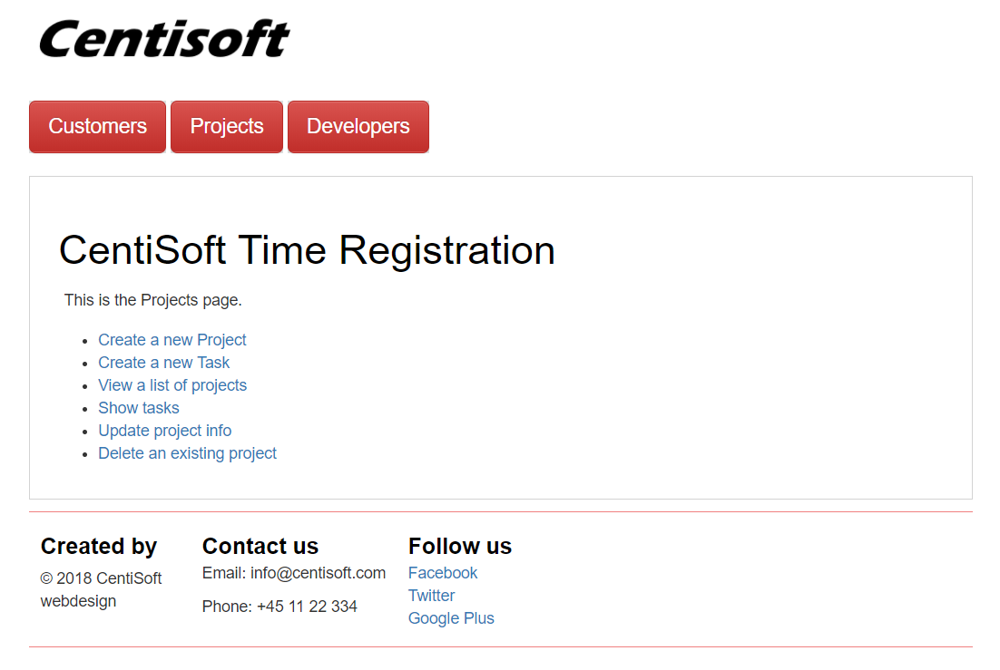 Centisoft
Customers Projects Developers
CentiSoft Time Registration
This is the Projects page.
Create a new Project
Create a new Task
View a list of projects
Show tasks
Update project info
Delete an existing project
Created by
© 2018 CentiSoft
webdesign
Contact us
Email: info@centisoft.com
Phone: +45 11 22 334
Follow us
Facebook
Twitter
Google Plus